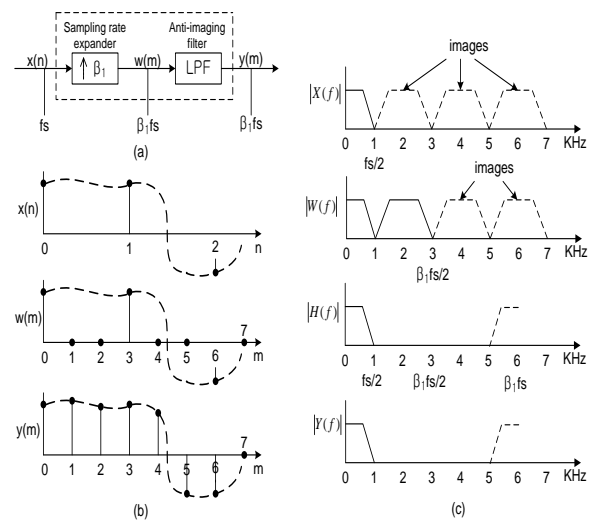 Sampling rate expander
Anti-imaging filter
x(n)
↑ β₁
w(m)
LPF
y(m)
fs
β₁fs
β₁fs
(a)
x(n)
0 1 2 n
w(m)
0 1 2 3 4 5 6 7 m
y(m)
0 1 2 3 4 5 6 7 m
(b)
images
|X(f)|
0 1 2 3 4 5 6 7 KHz
fs/2
images
|W(f)|
0 1 2 3 4 5 6 7 KHz
β₁fs/2
|H(f)|
0 1 2 3 4 5 6 7 KHz
fs/2 β₁fs/2 β₁fs
|Y(f)|
0 1 2 3 4 5 6 7 KHz
(c)